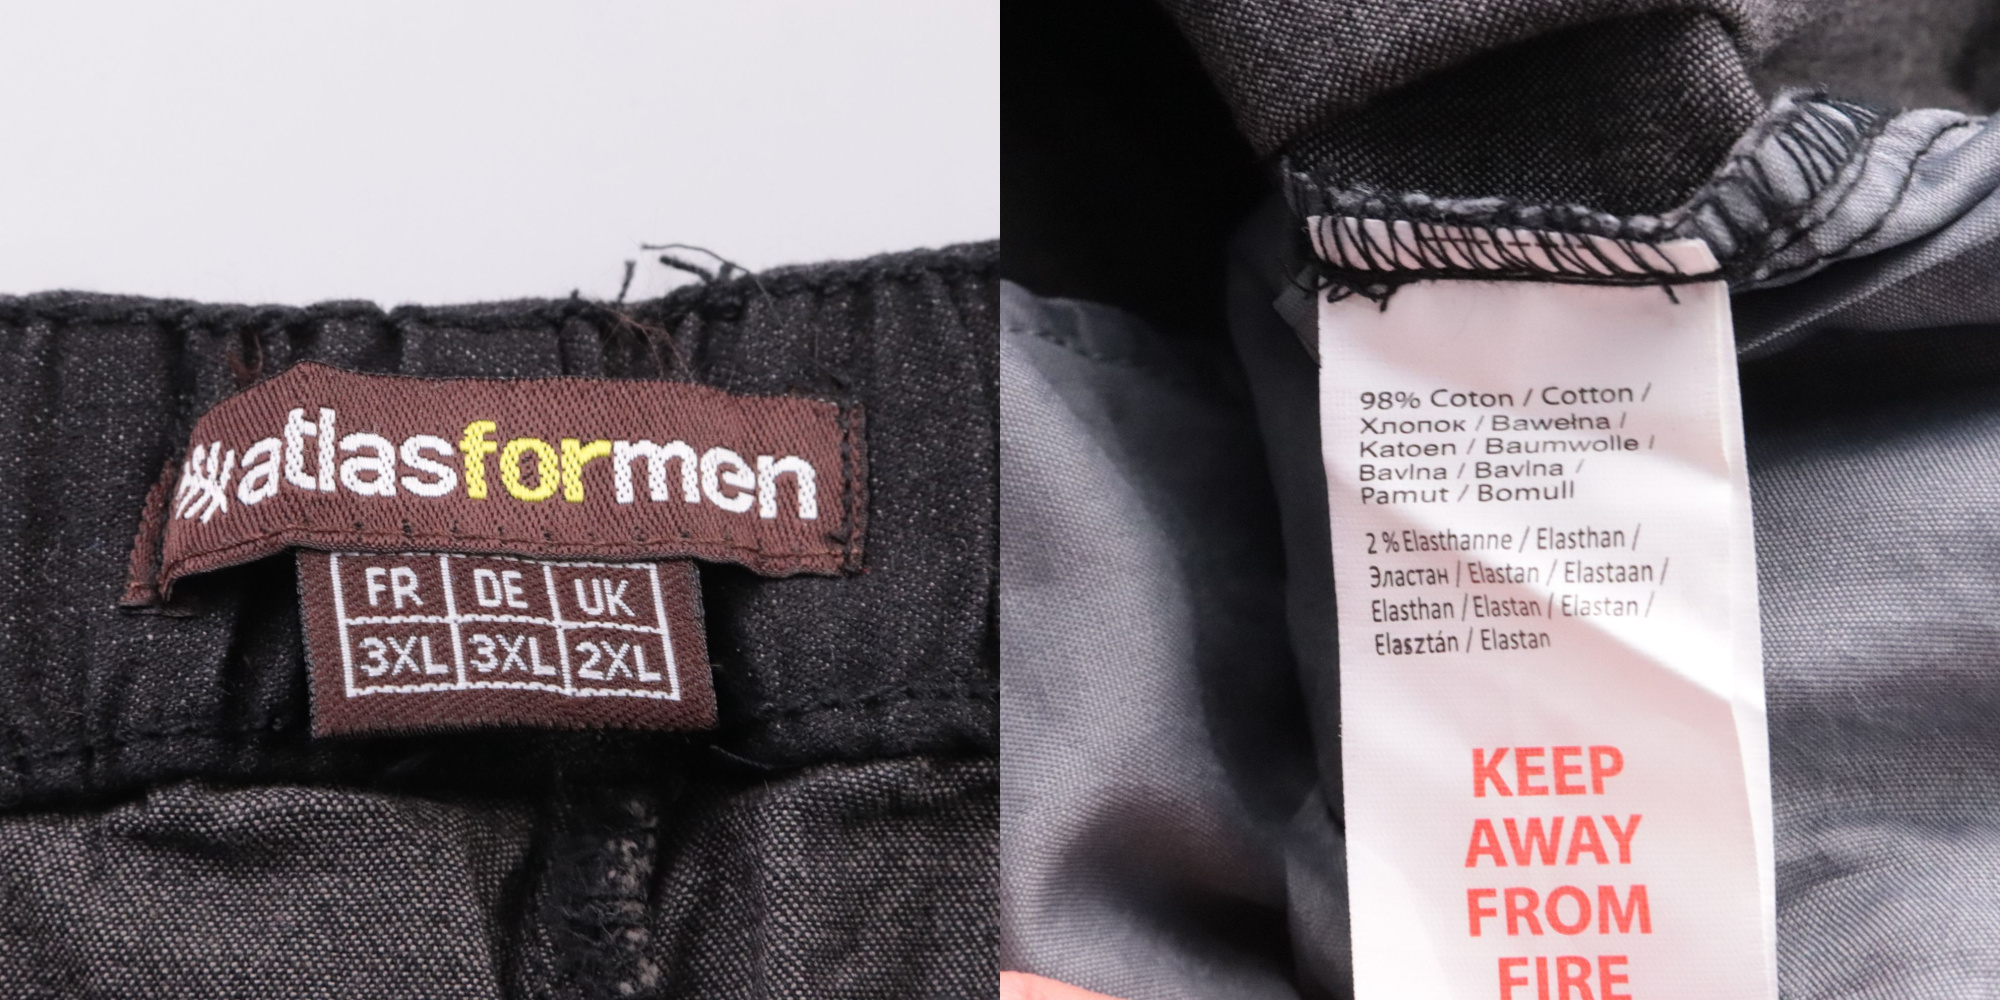 atlasformen
FR DE UK
3XL 3XL 2XL
98% Coton / Cotton /
Хлопок / Bawełna /
Katoen / Baumwolle /
Bavlna / Bavlna /
Pamut / Bomull
2 % Elasthanne / Elasthan /
Эластан / Elastan / Elastaan /
Elasthan / Elastan / Elastan /
Elasztán / Elastan
KEEP
AWAY
FROM
FIRE